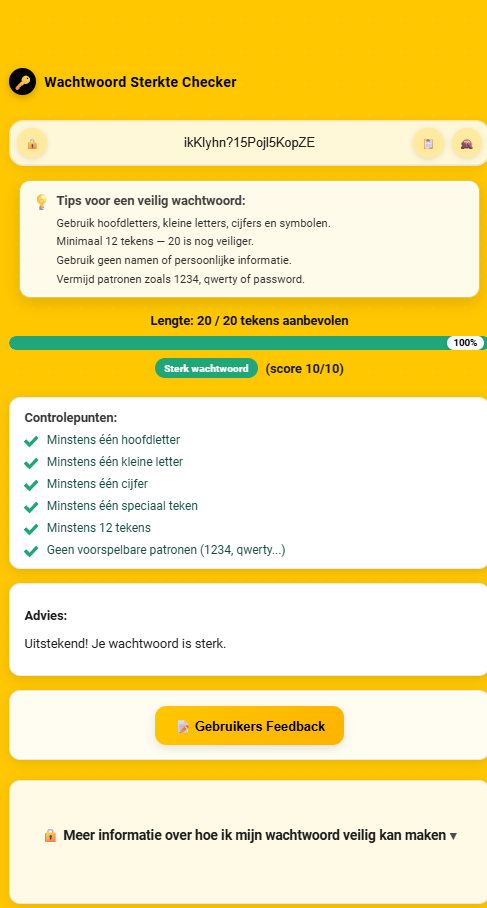 Wachtwoord Sterkte Checker
ikKlyhn?15Pojl5KopZE
Tips voor een veilig wachtwoord:
Gebruik hoofdletters, kleine letters, cijfers en symbolen.
Minimaal 12 tekens — 20 is nog veiliger.
Gebruik geen namen of persoonlijke informatie.
Vermijd patronen zoals 1234, qwerty of password.
Lengte: 20 / 20 tekens aanbevolen
100%
Sterk wachtwoord (score 10/10)
Controlepunten:
Minstens één hoofdletter
Minstens één kleine letter
Minstens één cijfer
Minstens één speciaal teken
Minstens 12 tekens
Geen voorspelbare patronen (1234, qwerty...)
Advies:
Uitstekend! Je wachtwoord is sterk.
Gebruikers Feedback
Meer informatie over hoe ik mijn wachtwoord veilig kan maken ▼